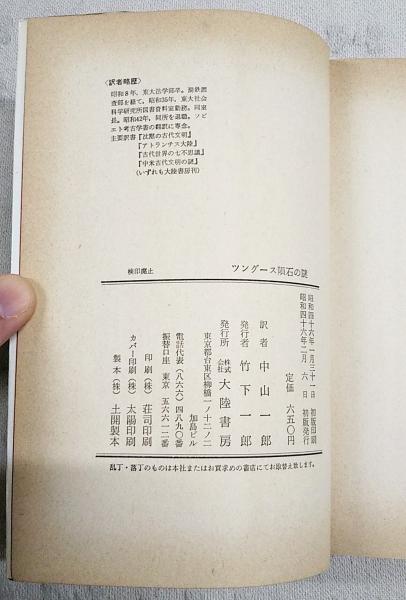 〈訳者略歴〉
昭和8年、東大法学部卒。満鉄調
査部を経て、昭和35年、東大社会
科学研究所図書資料室勤務。同室
長。昭和42年、同所を退職。ソビ
エト考古学書の翻訳に専念。
主要訳書『沈黙の古代文明』
『アトランチス大陸』
『古代世界の七不思議』
『中米古代文明の謎』
(いずれも大陸書房刊)
ツングース隕石の謎
検印廃止
昭和四十六年一月三十一日 初版印刷
昭和四十六年二月 六 日 初版発行
定価 六五〇円
訳者 中山一郎
発行者 竹下一郎
発行所 株式会社 大陸書房
東京都台東区柳橋一ノ十二ノ二
加島ビル
電話代表(八六六)四八九〇番
振替口座 東京 五六六一二番
印刷(株)荘司印刷
カバー印刷(株)太陽印刷
製本(株)土開製本
乱丁・落丁のものは本社またはお買求めの書店にてお取替え致します。